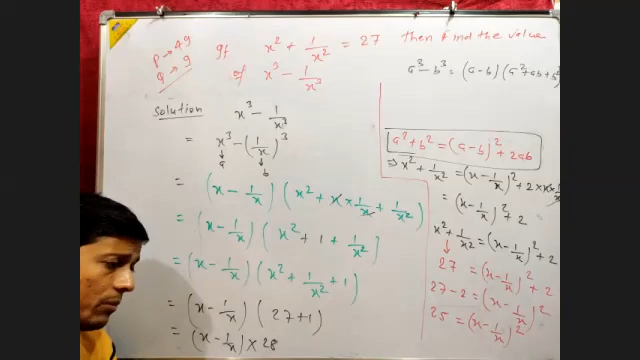 P → 49
Q → 9
If x² + 1/x² = 27 then find the value
of x³ - 1/x³
a³ - b³ = (a-b) (a²+ab+b²
Solution
x³ - 1/x³
= x³ - (1/x)³
↓ ↓
a b
= (x - 1/x) (x² + x × 1/x + 1/x²)
= (x - 1/x) (x² + 1 + 1/x²)
= (x - 1/x) (x² + 1/x² + 1)
= (x - 1/x) (27+1)
= (x - 1/x) × 28
a² + b² = (a-b)² + 2ab
⇒ x² + 1/x² = (x - 1/x)² + 2 × x × 1/x
= (x - 1/x)² + 2
x² + 1/x² = (x - 1/x)² + 2
↓
27 = (x - 1/x)² + 2
27 - 2 = (x - 1/x)²
25 = (x - 1/x)²